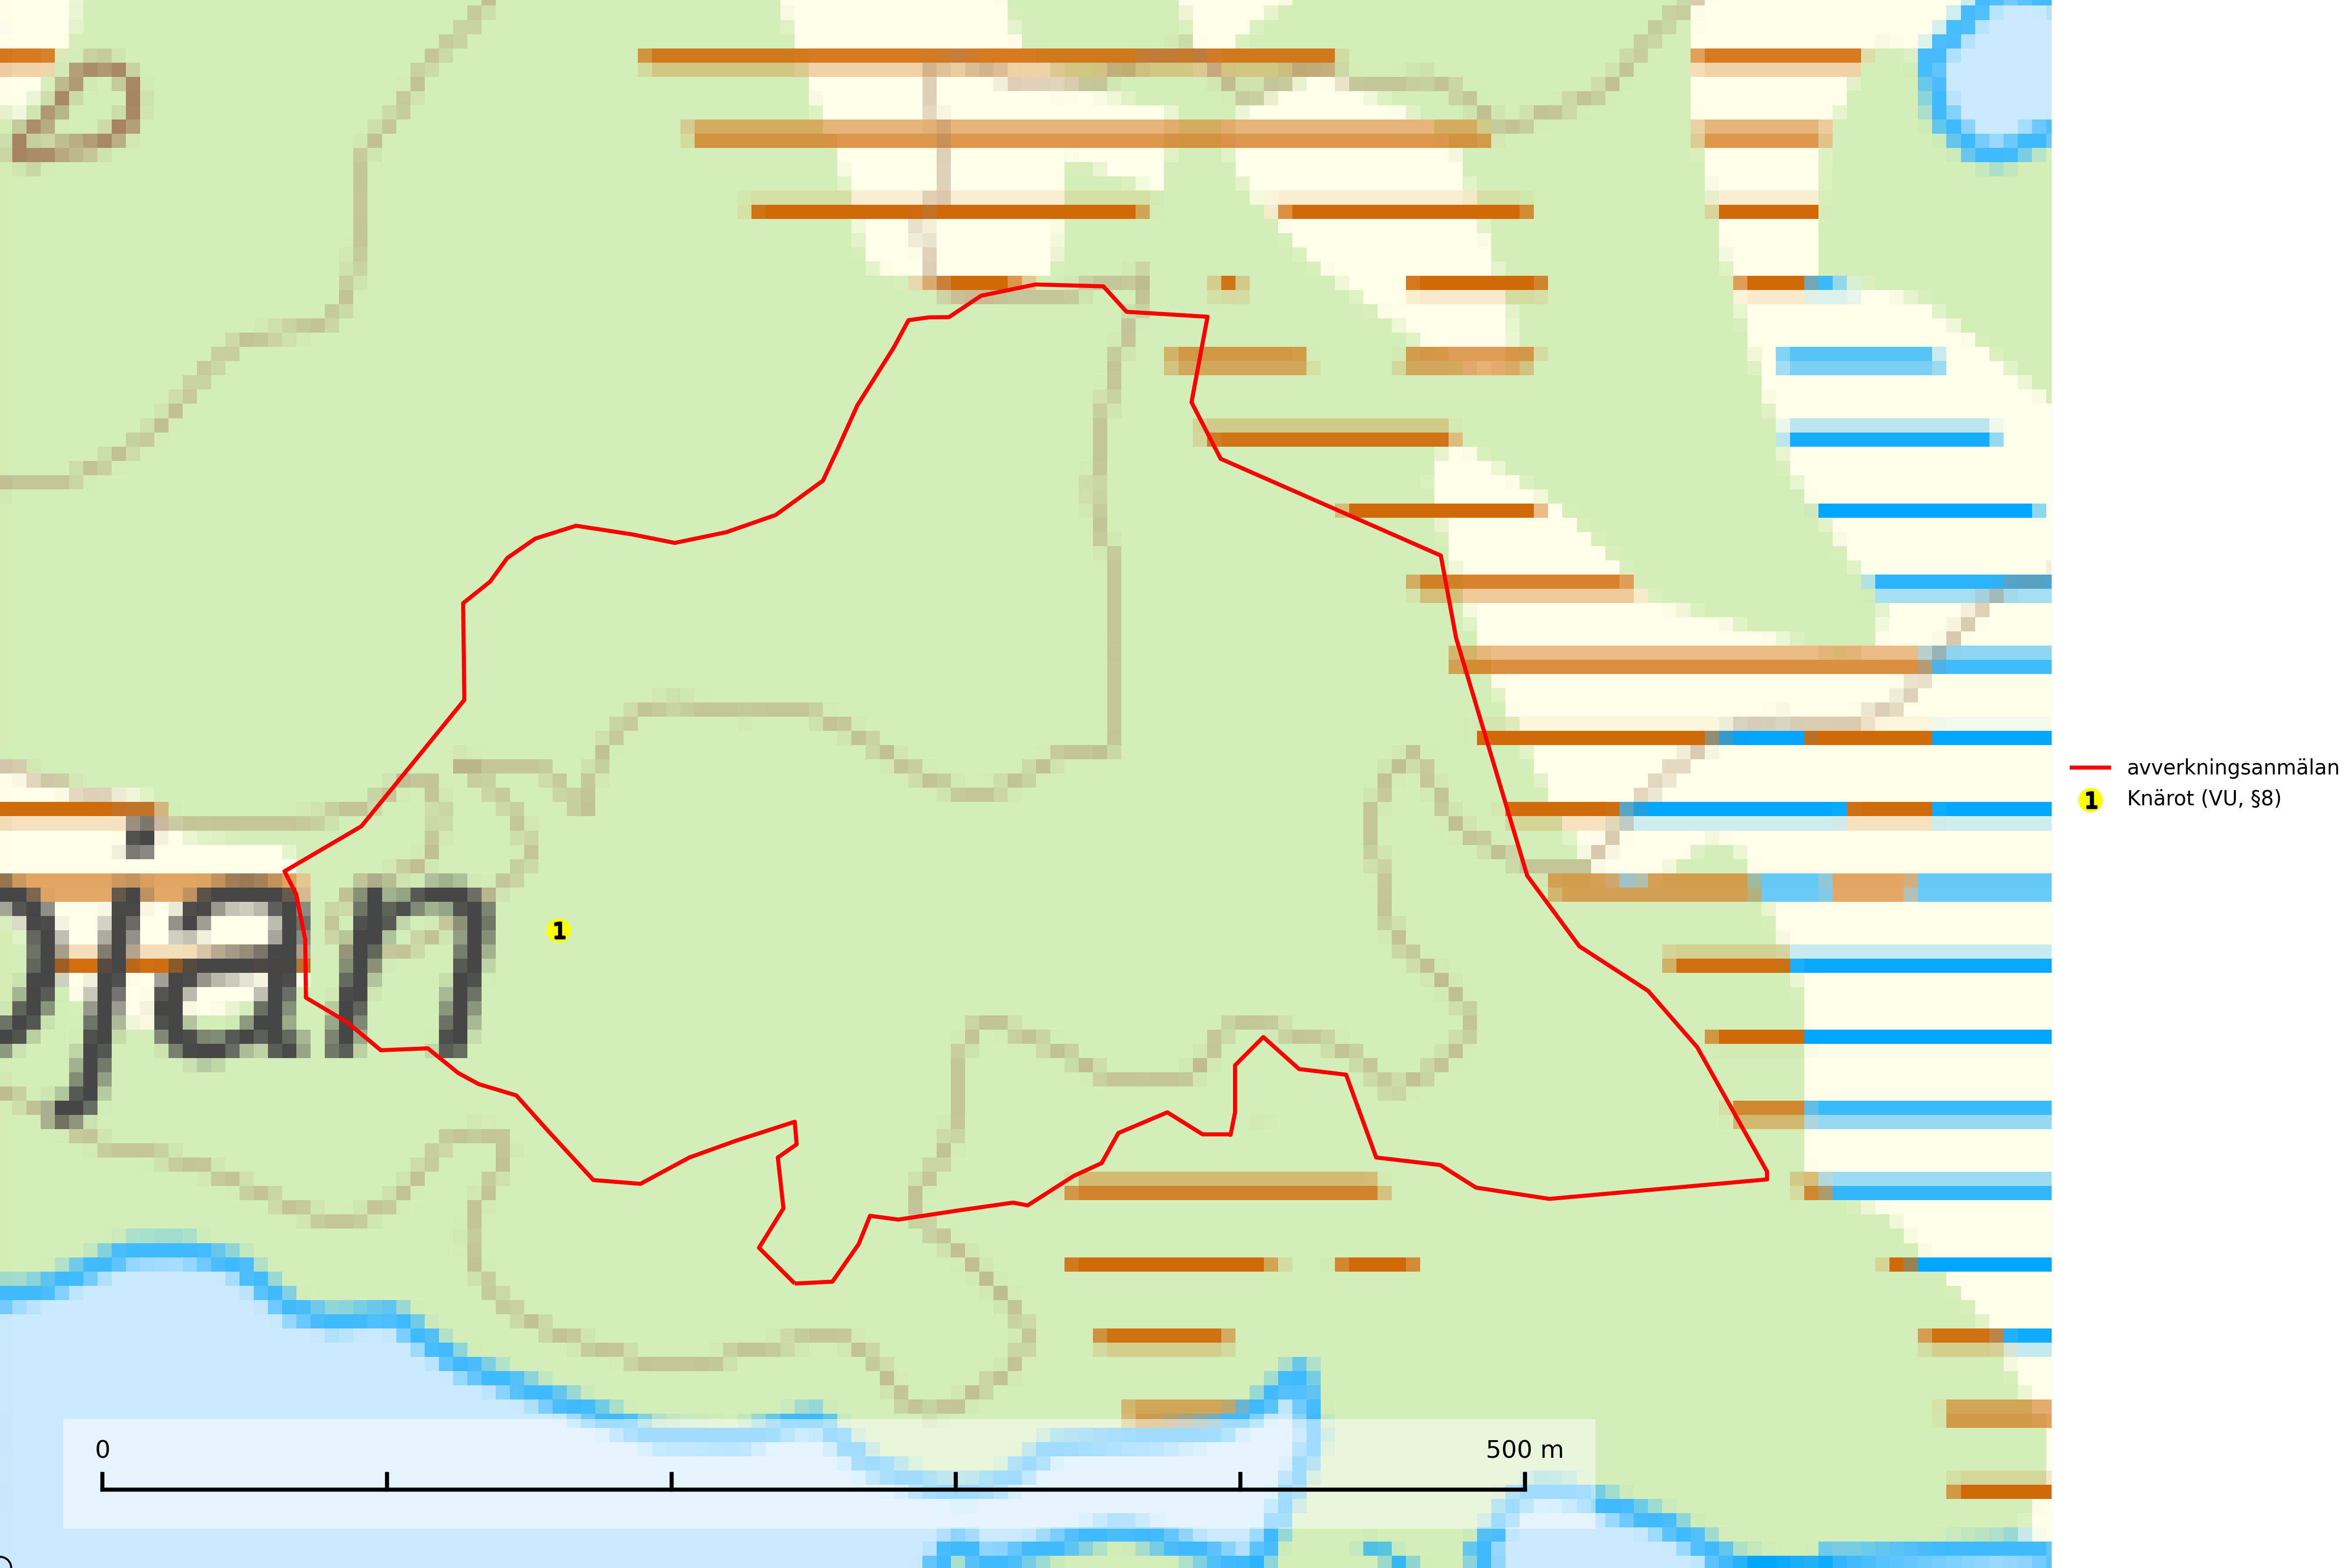 avverkningsanmälan
1 Knärot (VU, §8)
1
0 500 m